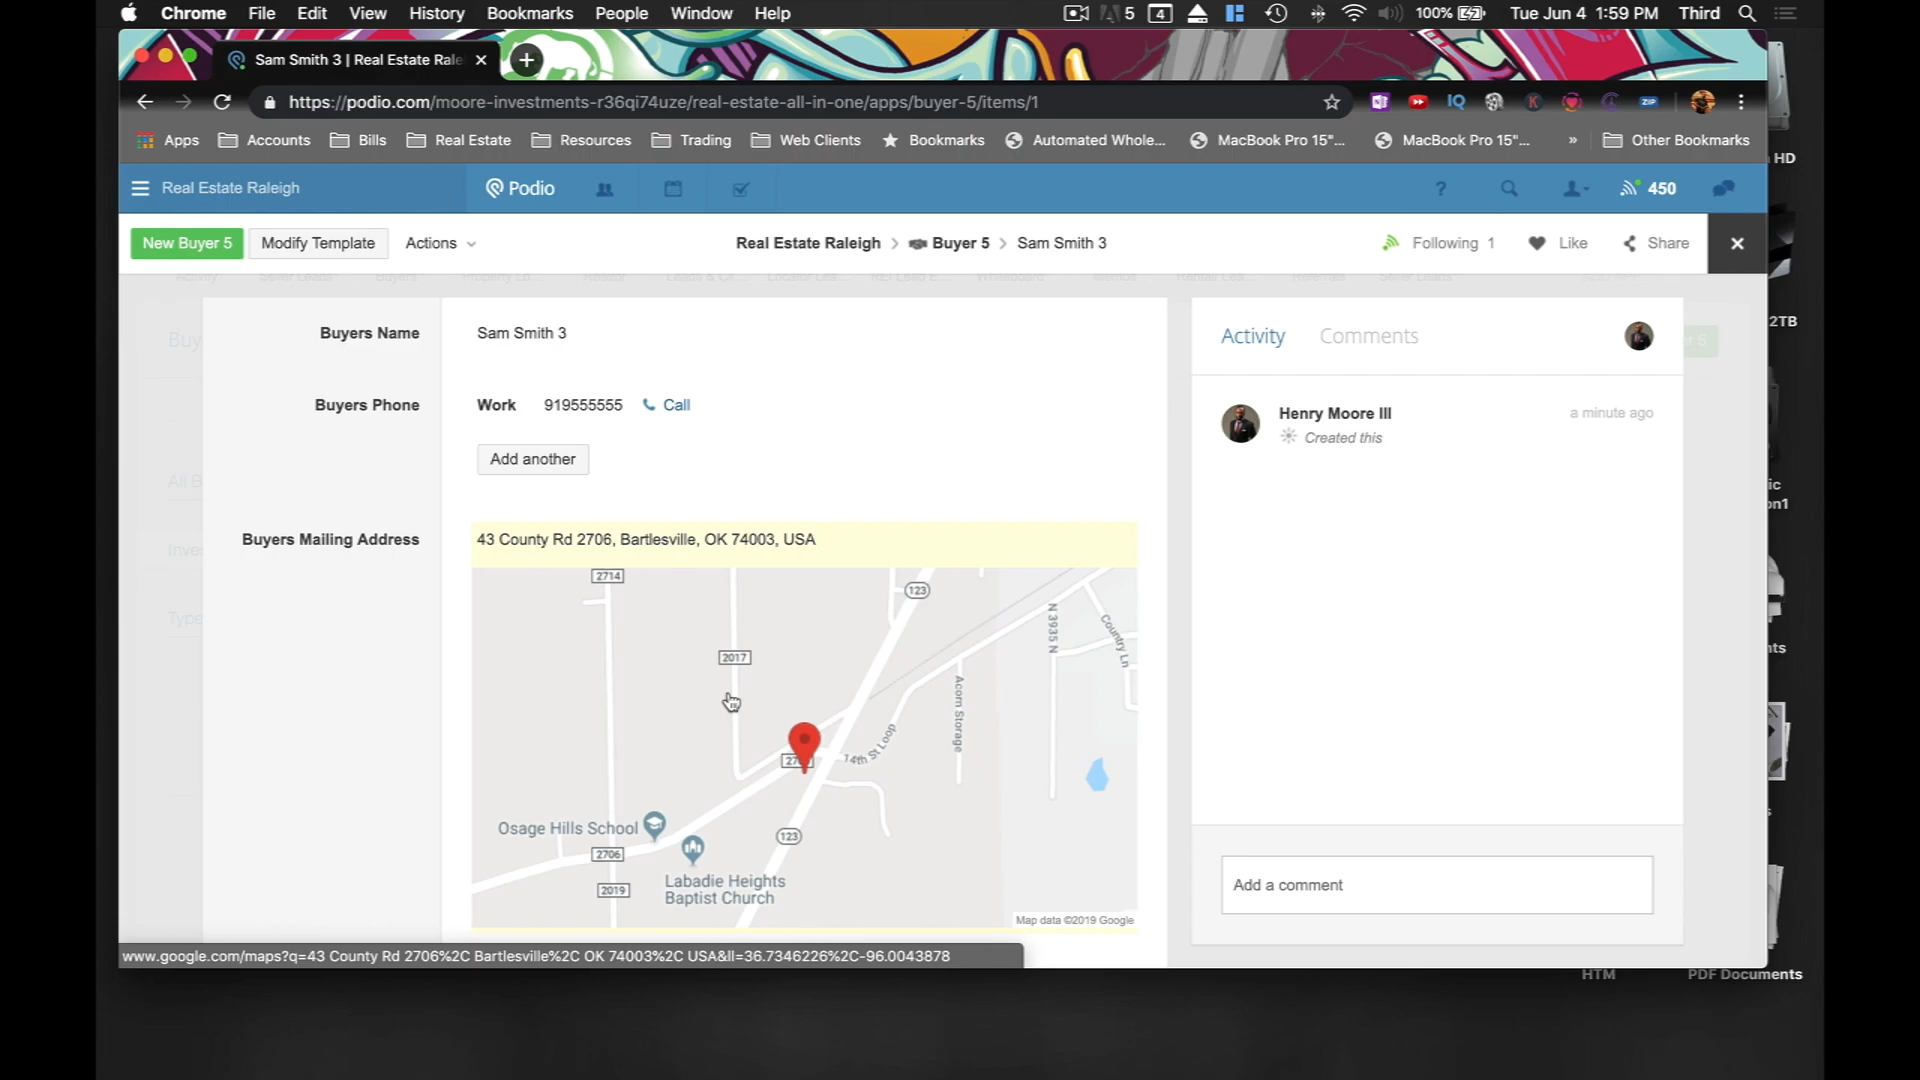 Chrome File Edit View History Bookmarks People Window Help 5 4 100% Tue Jun 4 1:59 PM Third
Sam Smith 3 | Real Estate Rale
https://podio.com/moore-investments-r36qi74uze/real-estate-all-in-one/apps/buyer-5/items/1
Apps Accounts Bills Real Estate Resources Trading Web Clients Bookmarks Automated Whole... MacBook Pro 15"... MacBook Pro 15"... » Other Bookmarks
HD
Real Estate Raleigh Podio ? 450
New Buyer 5 Modify Template Actions Real Estate Raleigh > Buyer 5 > Sam Smith 3 Following 1 Like Share
2TB
Buyers Name Sam Smith 3
Activity Comments
Buyers Phone Work 919555555 Call
Henry Moore III a minute ago
Created this
Add another
All B
Inves
Type
ic
on1
nts
Buyers Mailing Address 43 County Rd 2706, Bartlesville, OK 74003, USA
2714
123
N 3935 N
Country Ln
2017
Acorn Storage
14th St Loop
Osage Hills School
123
2706
2019
Labadie Heights
Baptist Church
Map data ©2019 Google
Add a comment
www.google.com/maps?q=43 County Rd 2706%2C Bartlesville%2C OK 74003%2C USA&ll=36.7346226%2C-96.0043878
HTM PDF Documents